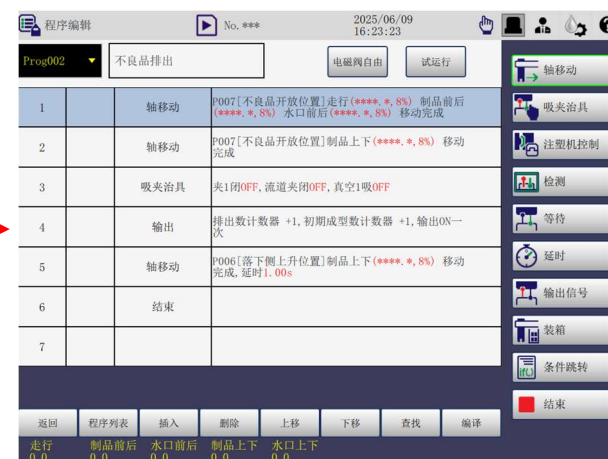 程序编辑
No. ***
2025/06/09
16:23:23
Prog002
不良品排出
电磁阀自由
试运行
1 轴移动 P007[不良品开放位置]走行(****.*,8%) 制品前后
(****.*,8%) 水口前后(****.*,8%) 移动完成
2 轴移动 P007[不良品开放位置]制品上下(****.*,8%) 移动
完成
3 吸夹治具 夹1闭OFF,流道夹闭OFF,真空1吸OFF
4 输出 排出数计数器 +1,初期成型数计数器 +1,输出ON一
次
5 轴移动 P006[落下侧上升位置]制品上下(****.*,8%) 移动
完成,延时1.00s
6 结束
7
返回 程序列表 插入 删除 上移 下移 查找 编译
走行 制品前后 水口前后 制品上下 水口上下
0.0 0.0 0.0 0.0 0.0
轴移动
吸夹治具
注塑机控制
检测
等待
延时
输出信号
装箱
if()
条件跳转
结束